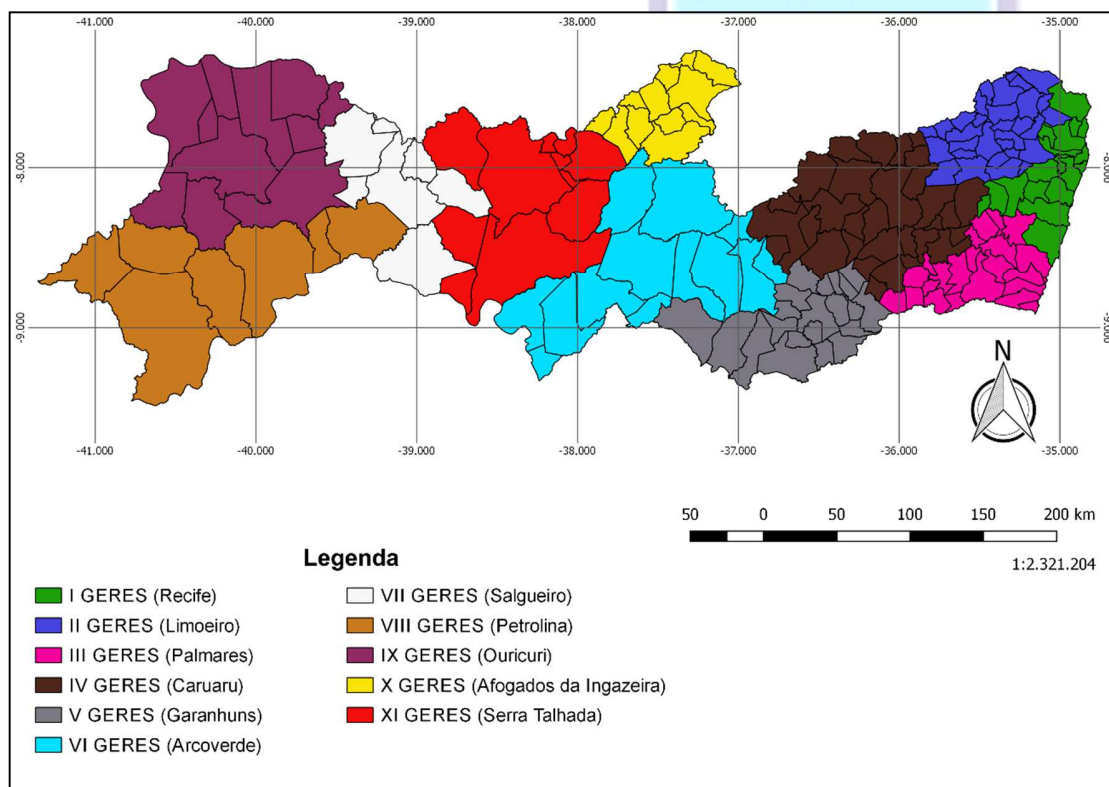 -41.000 -40.000 -39.000 -38.000 -37.000 -36.000 -35.000
-8.000 -8.000
-9.000 -9.000
N
-41.000 -40.000 -39.000 -38.000 -37.000 -36.000 -35.000
50 0 50 100 150 200 km
1:2.321.204
Legenda
I GERES (Recife)
II GERES (Limoeiro)
III GERES (Palmares)
IV GERES (Caruaru)
V GERES (Garanhuns)
VI GERES (Arcoverde)
VII GERES (Salgueiro)
VIII GERES (Petrolina)
IX GERES (Ouricuri)
X GERES (Afogados da Ingazeira)
XI GERES (Serra Talhada)